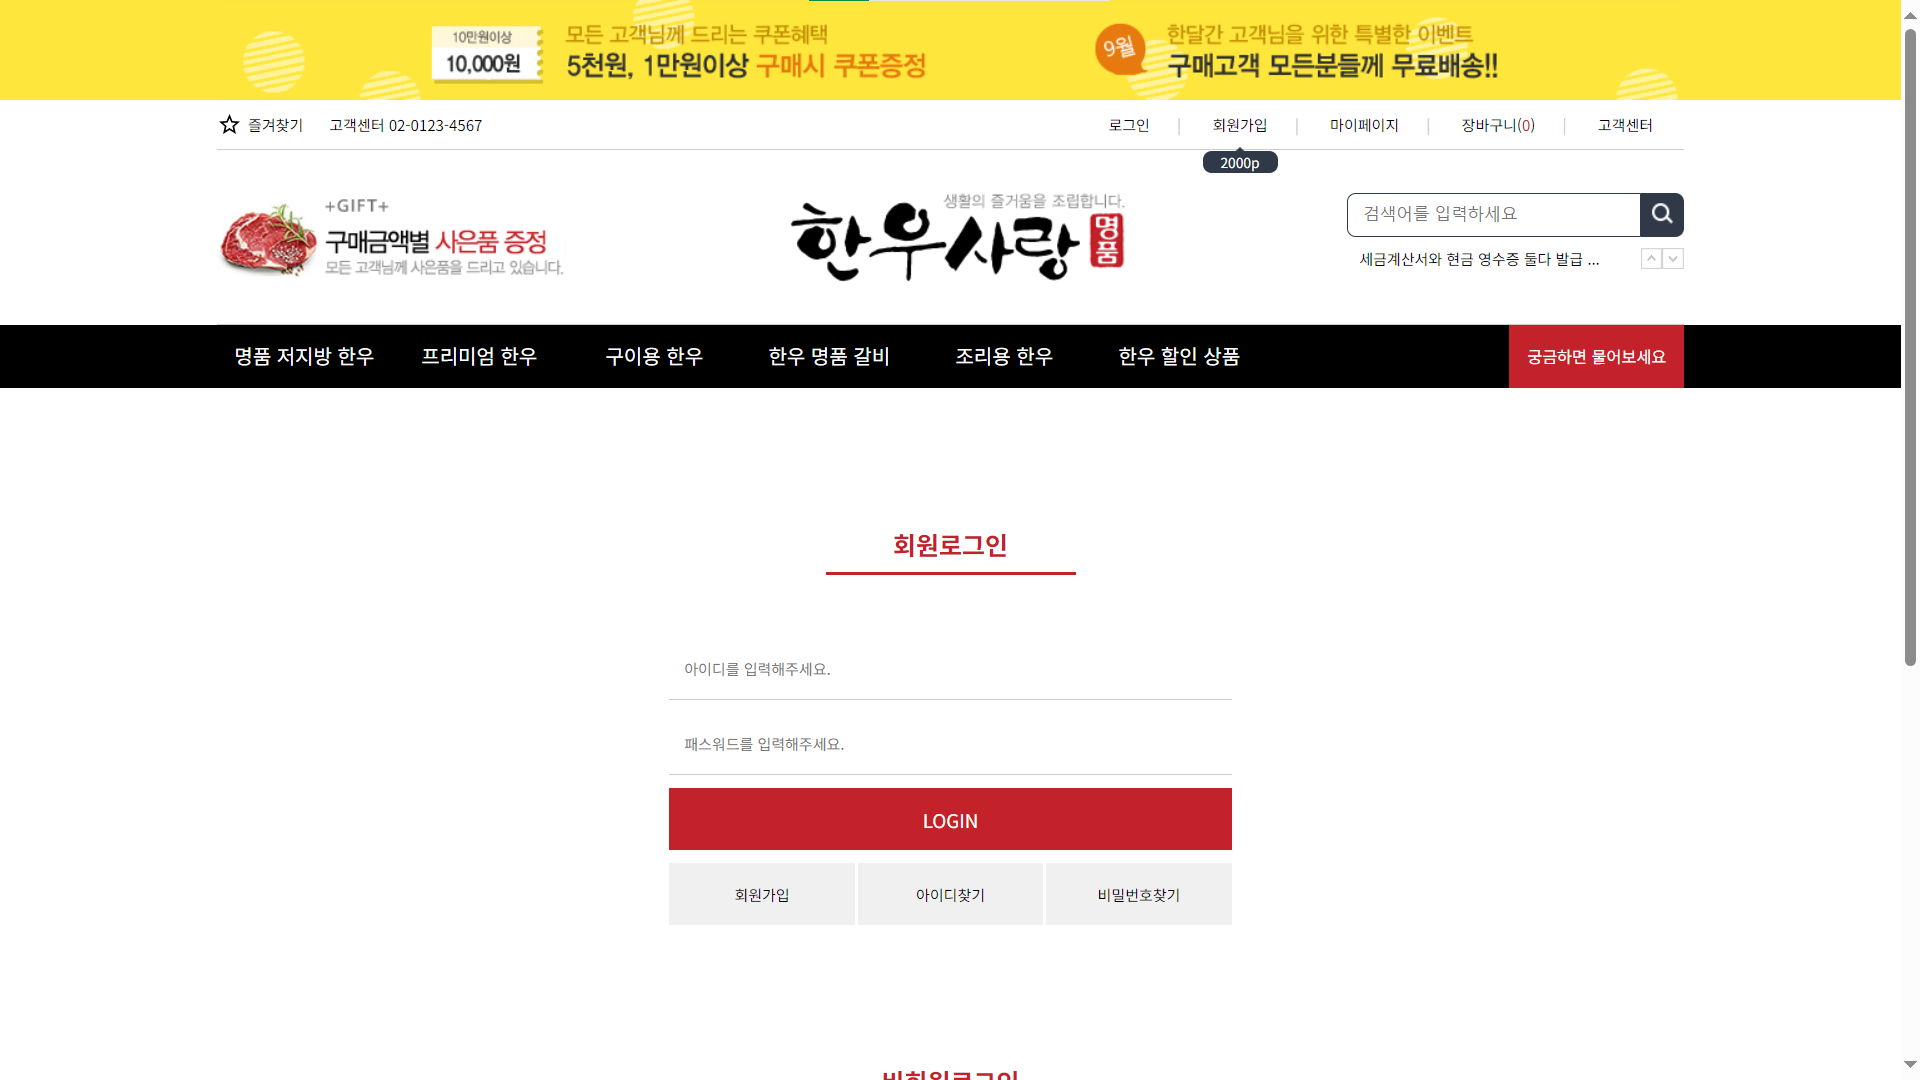 10만원이상
10,000원
모든 고객님께 드리는 쿠폰혜택
5천원, 1만원이상 구매시 쿠폰증정
9월
한달간 고객님을 위한 특별한 이벤트
구매고객 모든분들께 무료배송!!
즐겨찾기
고객센터 02-0123-4567
로그인
회원가입
마이페이지
장바구니(0)
고객센터
2000p
+GIFT+
구매금액별 사은품 증정
모든 고객님께 사은품을 드리고 있습니다.
생활의 즐거움을 조립합니다.
한우사랑
명품
검색어를 입력하세요
세금계산서와 현금 영수증 둘다 발급 ...
명품 저지방 한우
프리미엄 한우
구이용 한우
한우 명품 갈비
조리용 한우
한우 할인 상품
궁금하면 물어보세요
회원로그인
아이디를 입력해주세요.
패스워드를 입력해주세요.
LOGIN
회원가입
아이디찾기
비밀번호찾기
비회원로그인